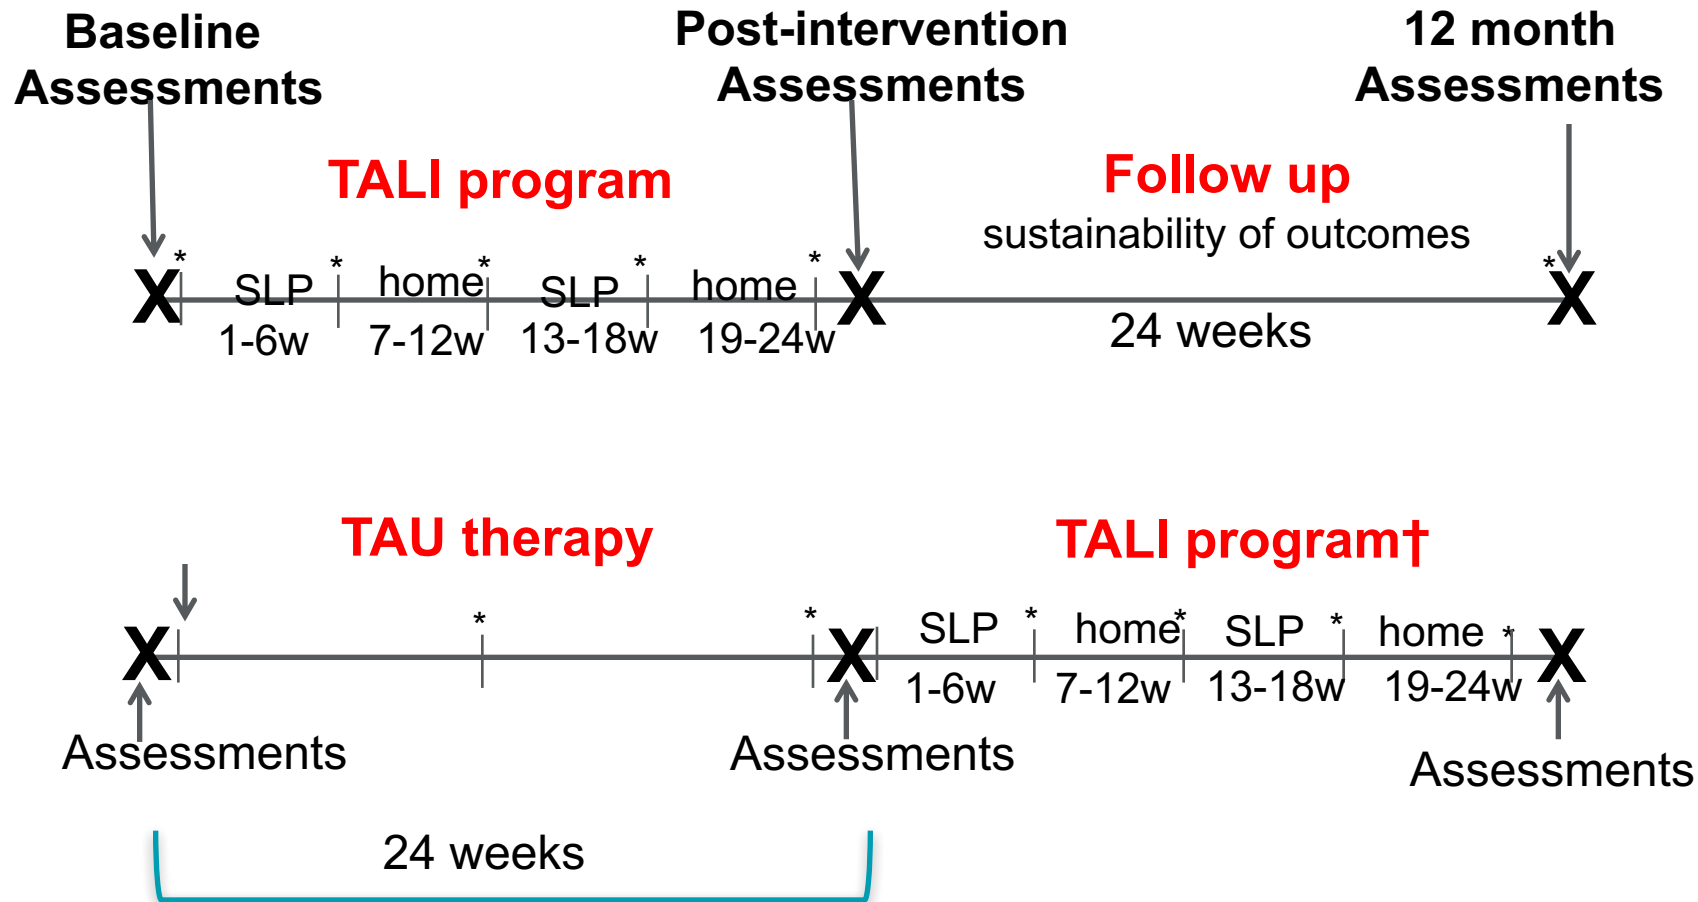 Baseline
Assessments
Post-intervention
Assessments
12 month
Assessments
TALI program
Follow up
sustainability of outcomes
* * * * * *
SLP home SLP home
X X X
1-6w 7-12w 13-18w 19-24w
24 weeks
TAU therapy
TALI program†
* * * * * *
SLP home SLP home
X X X
1-6w 7-12w 13-18w 19-24w
Assessments
Assessments
Assessments
24 weeks